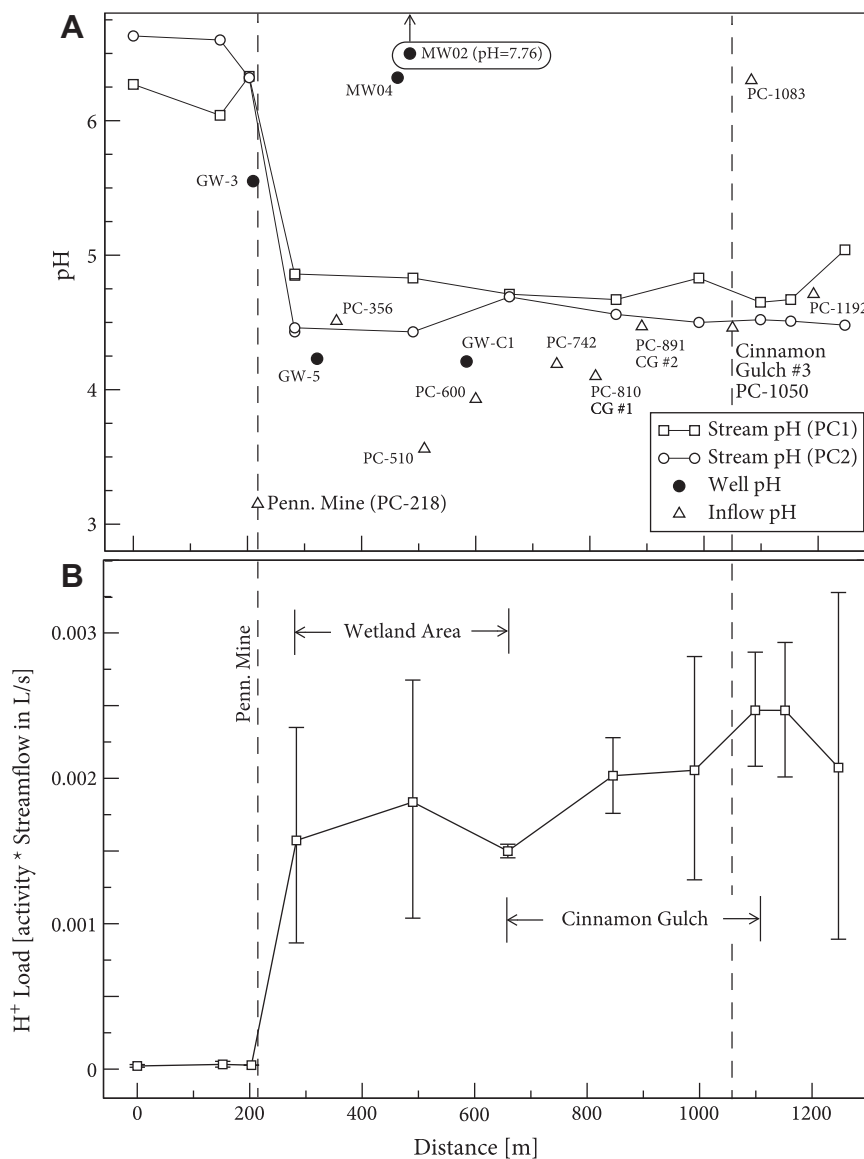 A
MW02 (pH=7.76)
MW04
PC-1083
6
GW-3
5
pH
PC-356
PC-1192
GW-5
GW-C1
PC-742
PC-891
CG #2
Cinnamon
Gulch #3
PC-1050
PC-600
PC-810
CG #1
4
PC-510
Stream pH (PC1)
Stream pH (PC2)
Well pH
Inflow pH
3
Penn. Mine (PC-218)
B
0.003
Wetland Area
Penn. Mine
0.002
H⁺ Load [activity * Streamflow in L/s]
0.001
Cinnamon Gulch
0
0 200 400 600 800 1000 1200
Distance [m]